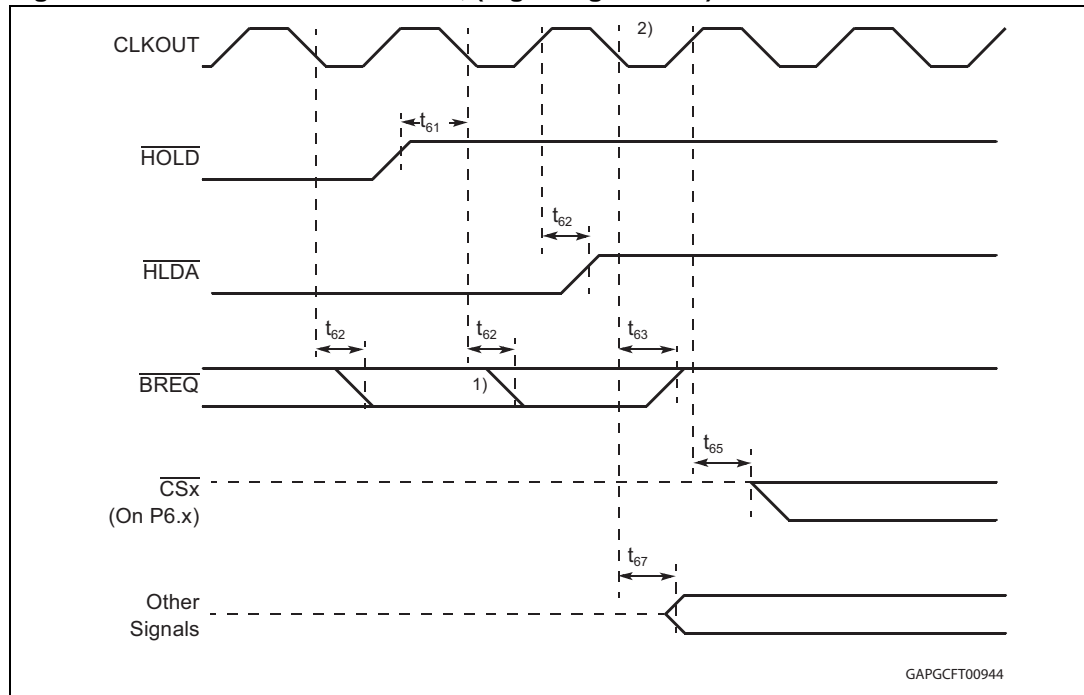 CLKOUT
2)
t61
HOLD
t62
HLDA
t62
t62
t63
BREQ
1)
t65
CSx
(On P6.x)
t67
Other
Signals
GAPGCFT00944